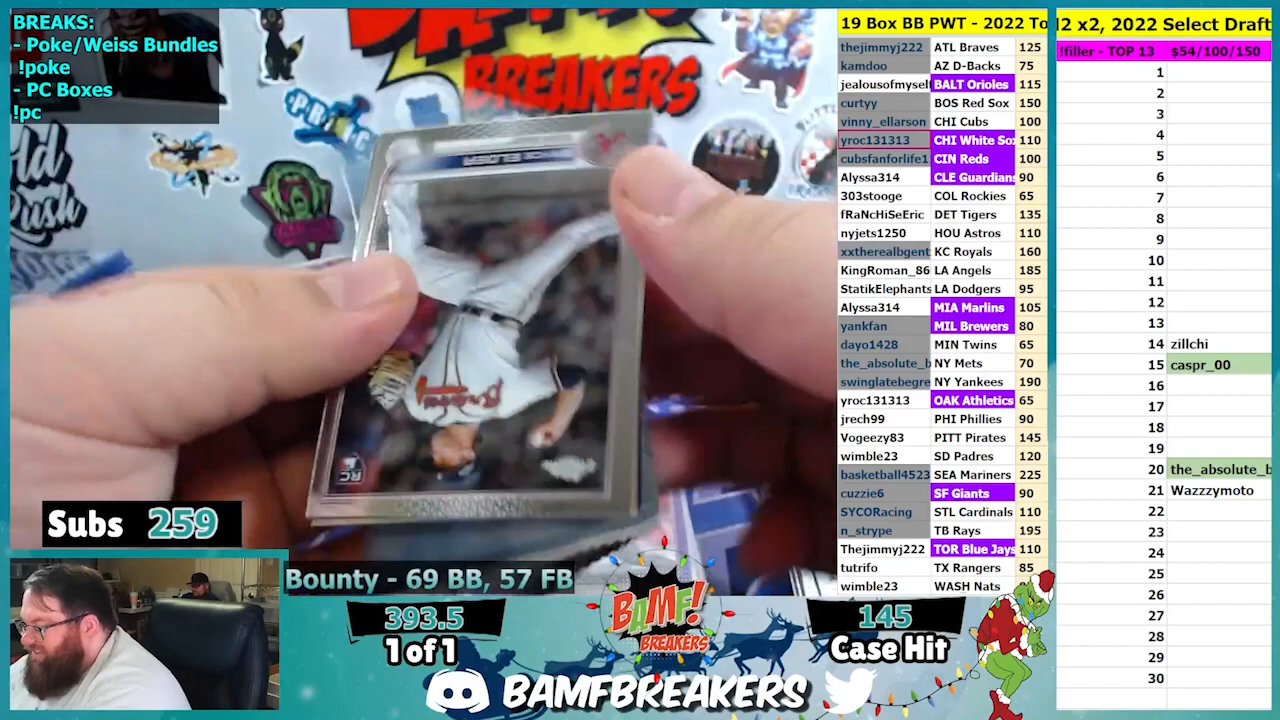 BREAKS:
- Poke/Weiss Bundles
!poke
- PC Boxes
!pc
BREAKERS
Subs 259
Bounty - 69 BB, 57 FB
393.5
1 of 1
BAMF!
BREAKERS
145
Case Hit
BAMFBREAKERS
RC
19 Box BB PWT - 2022 To
thejimmyj222 ATL Braves 125
kamdoo AZ D-Backs 75
jealousofmysel BALT Orioles 115
curtyy BOS Red Sox 150
vinny_ellarson CHI Cubs 100
yroc131313 CHI White Sox 110
cubsfanforlife1 CIN Reds 100
Alyssa314 CLE Guardians 90
303stooge COL Rockies 65
fRaNcHiSeEric DET Tigers 135
nyjets1250 HOU Astros 110
xxtherealbgent KC Royals 160
KingRoman_86 LA Angels 185
StatikElephants LA Dodgers 95
Alyssa314 MIA Marlins 105
yankfan MIL Brewers 80
dayo1428 MIN Twins 65
the_absolute_b NY Mets 70
swinglatebegre NY Yankees 190
yroc131313 OAK Athletics 65
jrech99 PHI Phillies 90
Vogeezy83 PITT Pirates 145
wimble23 SD Padres 120
basketball4523 SEA Mariners 225
cuzzie6 SF Giants 90
SYCORacing STL Cardinals 110
n_strype TB Rays 195
Thejimmyj222 TOR Blue Jays 110
tutrifo TX Rangers 85
wimble23 WASH Nats
12 x2, 2022 Select Draft
!filler - TOP 13 $54/100/150
1
2
3
4
5
6
7
8
9
10
11
12
13
14 zillchi
15 caspr_00
16
17
18
19
20 the_absolute_b
21 Wazzzymoto
22
23
24
25
26
27
28
29
30